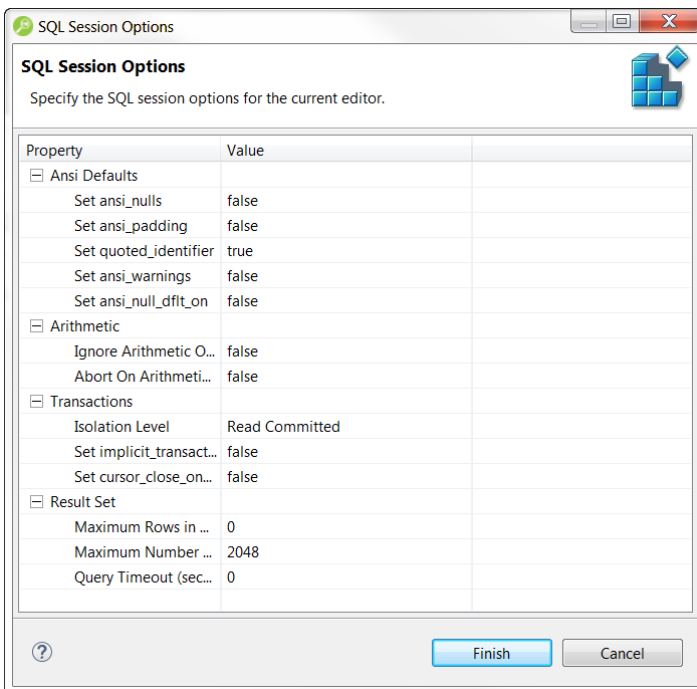 SQL Session Options
SQL Session Options
Specify the SQL session options for the current editor.
Property Value
Ansi Defaults
Set ansi_nulls false
Set ansi_padding false
Set quoted_identifier true
Set ansi_warnings false
Set ansi_null_dflt_on false
Arithmetic
Ignore Arithmetic O... false
Abort On Arithmeti... false
Transactions
Isolation Level Read Committed
Set implicit_transact... false
Set cursor_close_on... false
Result Set
Maximum Rows in ... 0
Maximum Number ... 2048
Query Timeout (sec... 0
? Finish Cancel